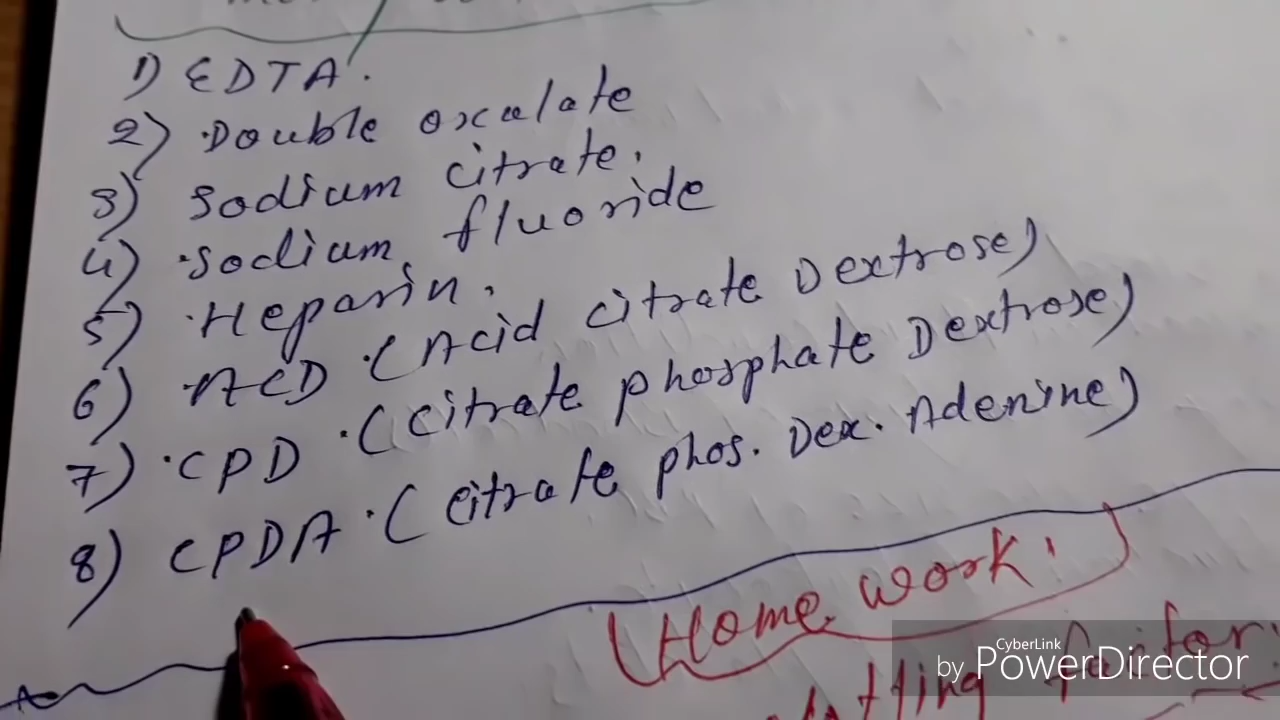 1) EDTA.
2) Double oxalate
3) Sodium citrate.
4) Sodium fluoride
5) Heparin.
6) ACD (Acid citrate Dextrose)
7) CPD (citrate phosphate Dextrose)
8) CPDA (citrate phos. Dex. Adenine)
Home work.
factor
CyberLink
by PowerDirector